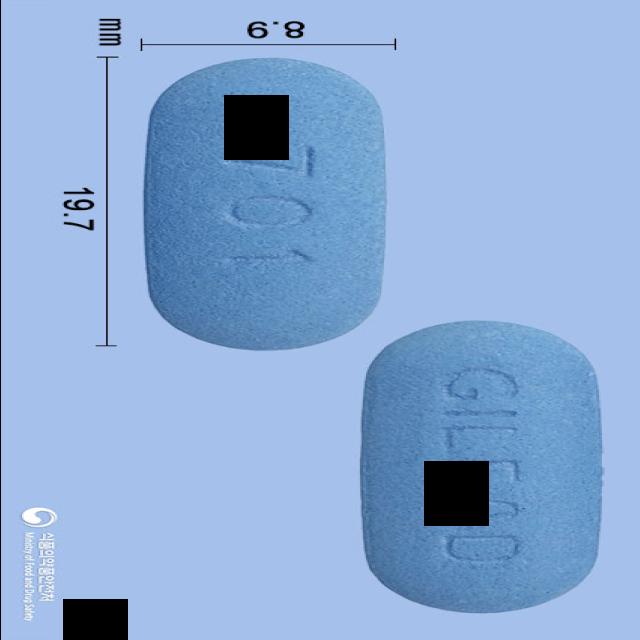 mm
8.9
19.7
701
GILEAD
식품의약품안전처
Ministry of Food and Drug Safety